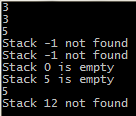 3
3
5
Stack -1 not found
Stack -1 not found
Stack 0 is empty
Stack 5 is empty
5
Stack 12 not found